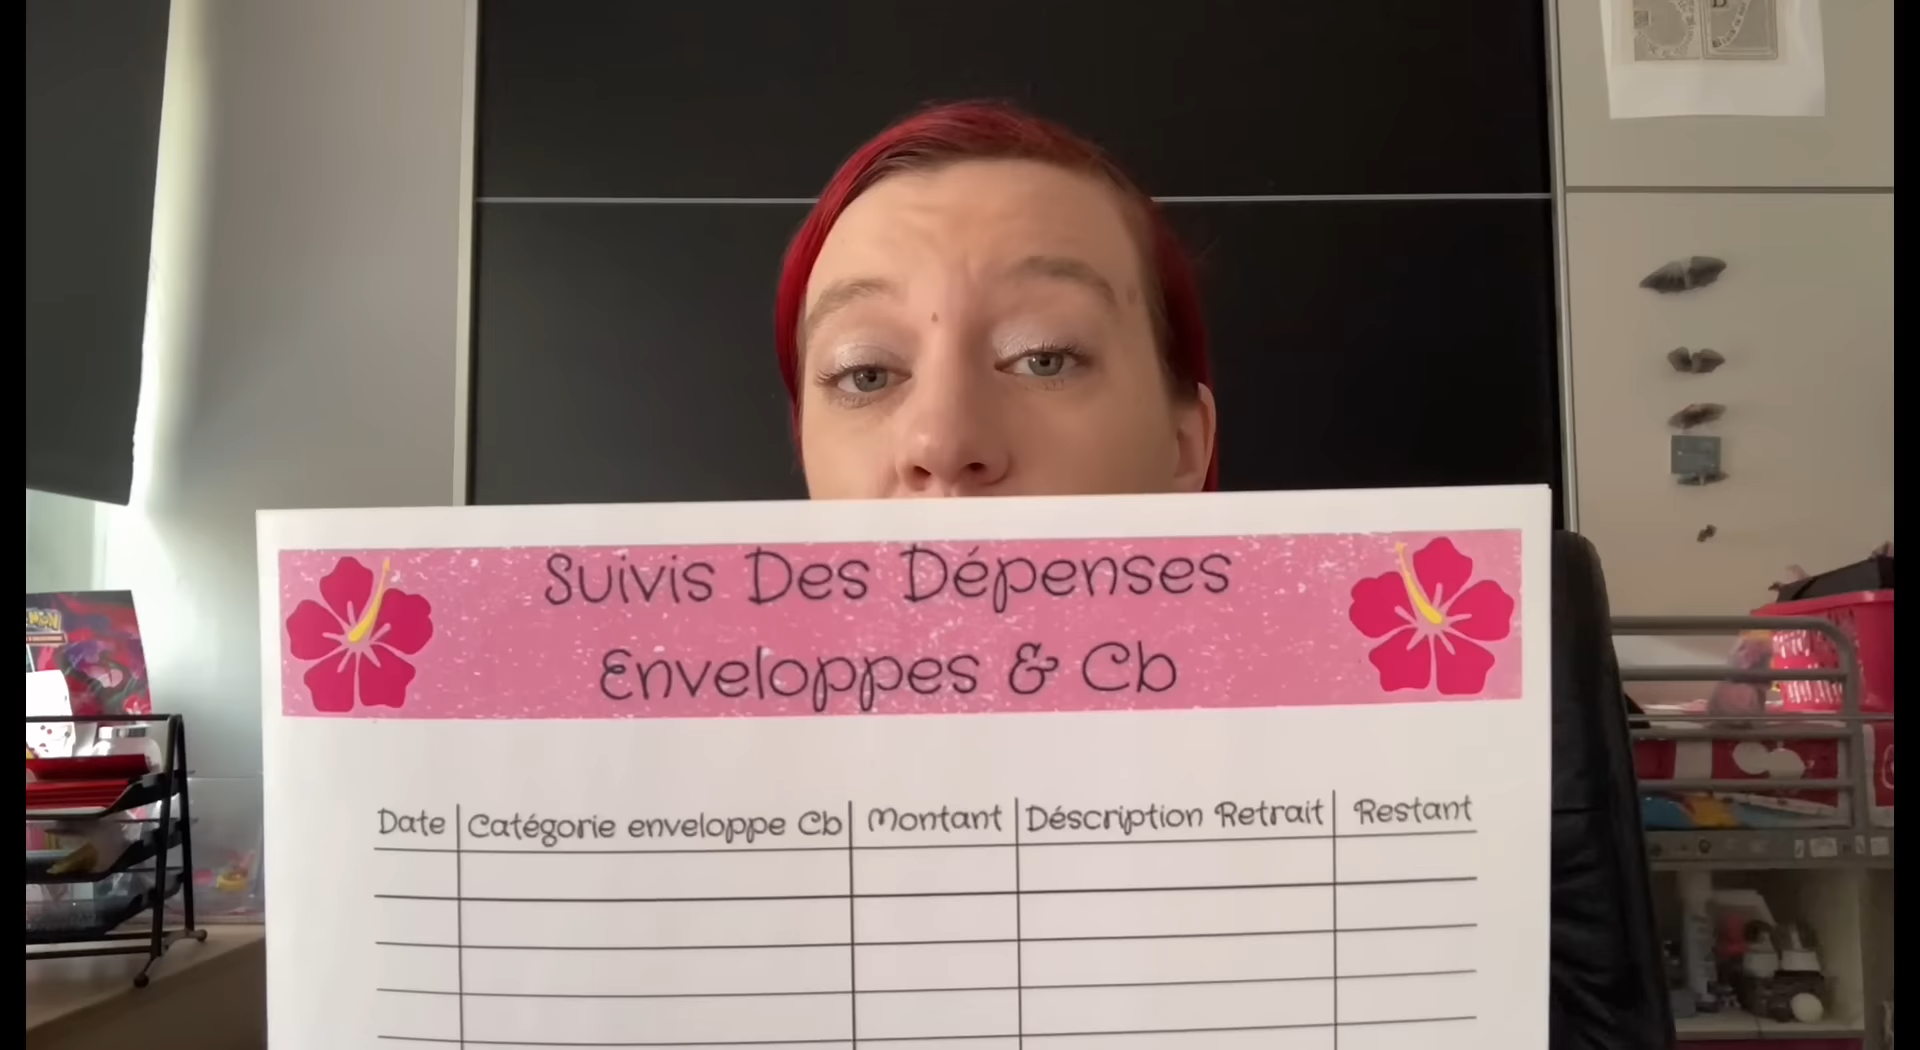 Suivis Des Dépenses
Enveloppes & Cb
Date Catégorie enveloppe Cb Montant Déscription Retrait Restant